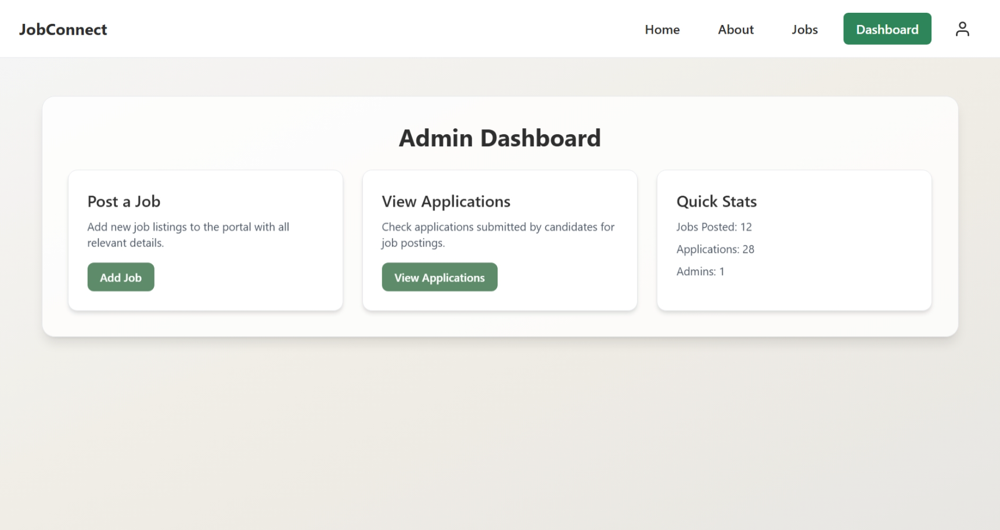 JobConnect
Home
About
Jobs
Dashboard
Admin Dashboard
Post a Job
Add new job listings to the portal with all
relevant details.
Add Job
View Applications
Check applications submitted by candidates for
job postings.
View Applications
Quick Stats
Jobs Posted: 12
Applications: 28
Admins: 1